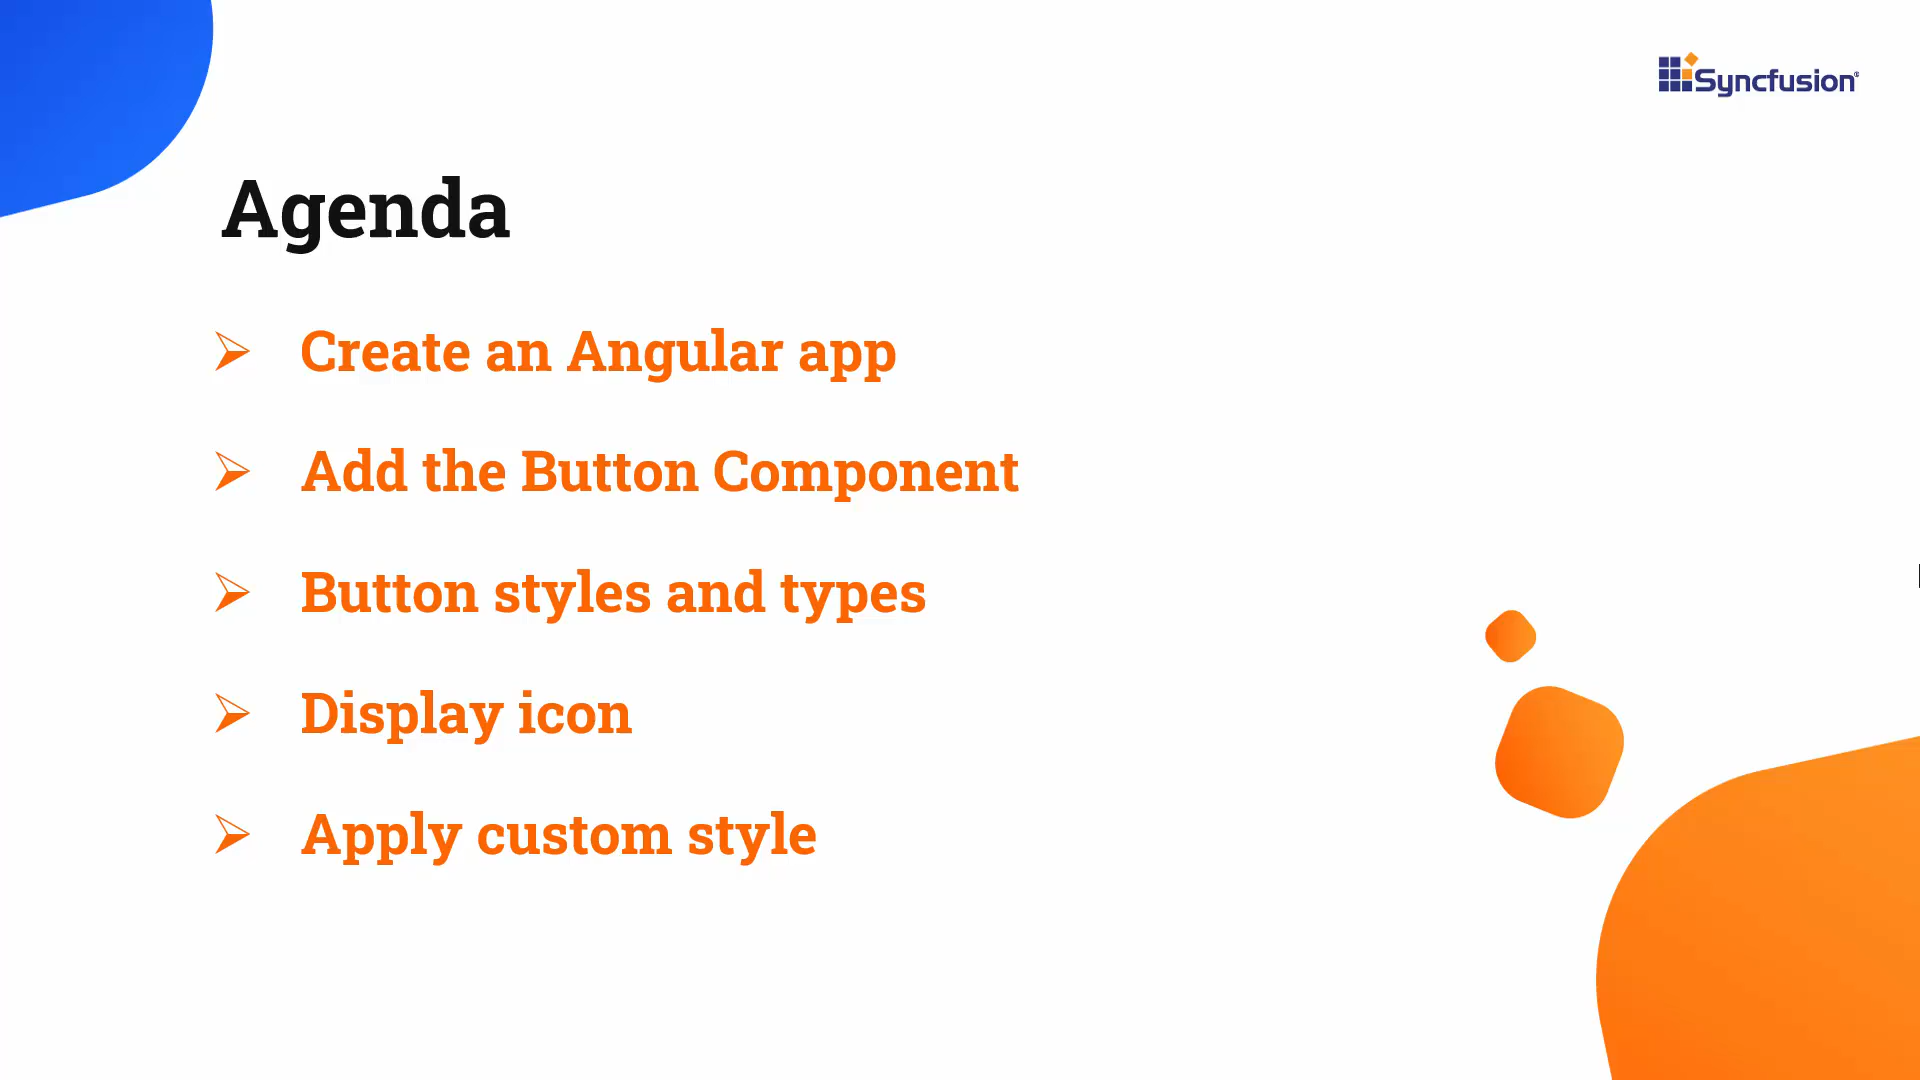 Syncfusion®
Agenda
Create an Angular app
Add the Button Component
Button styles and types
Display icon
Apply custom style